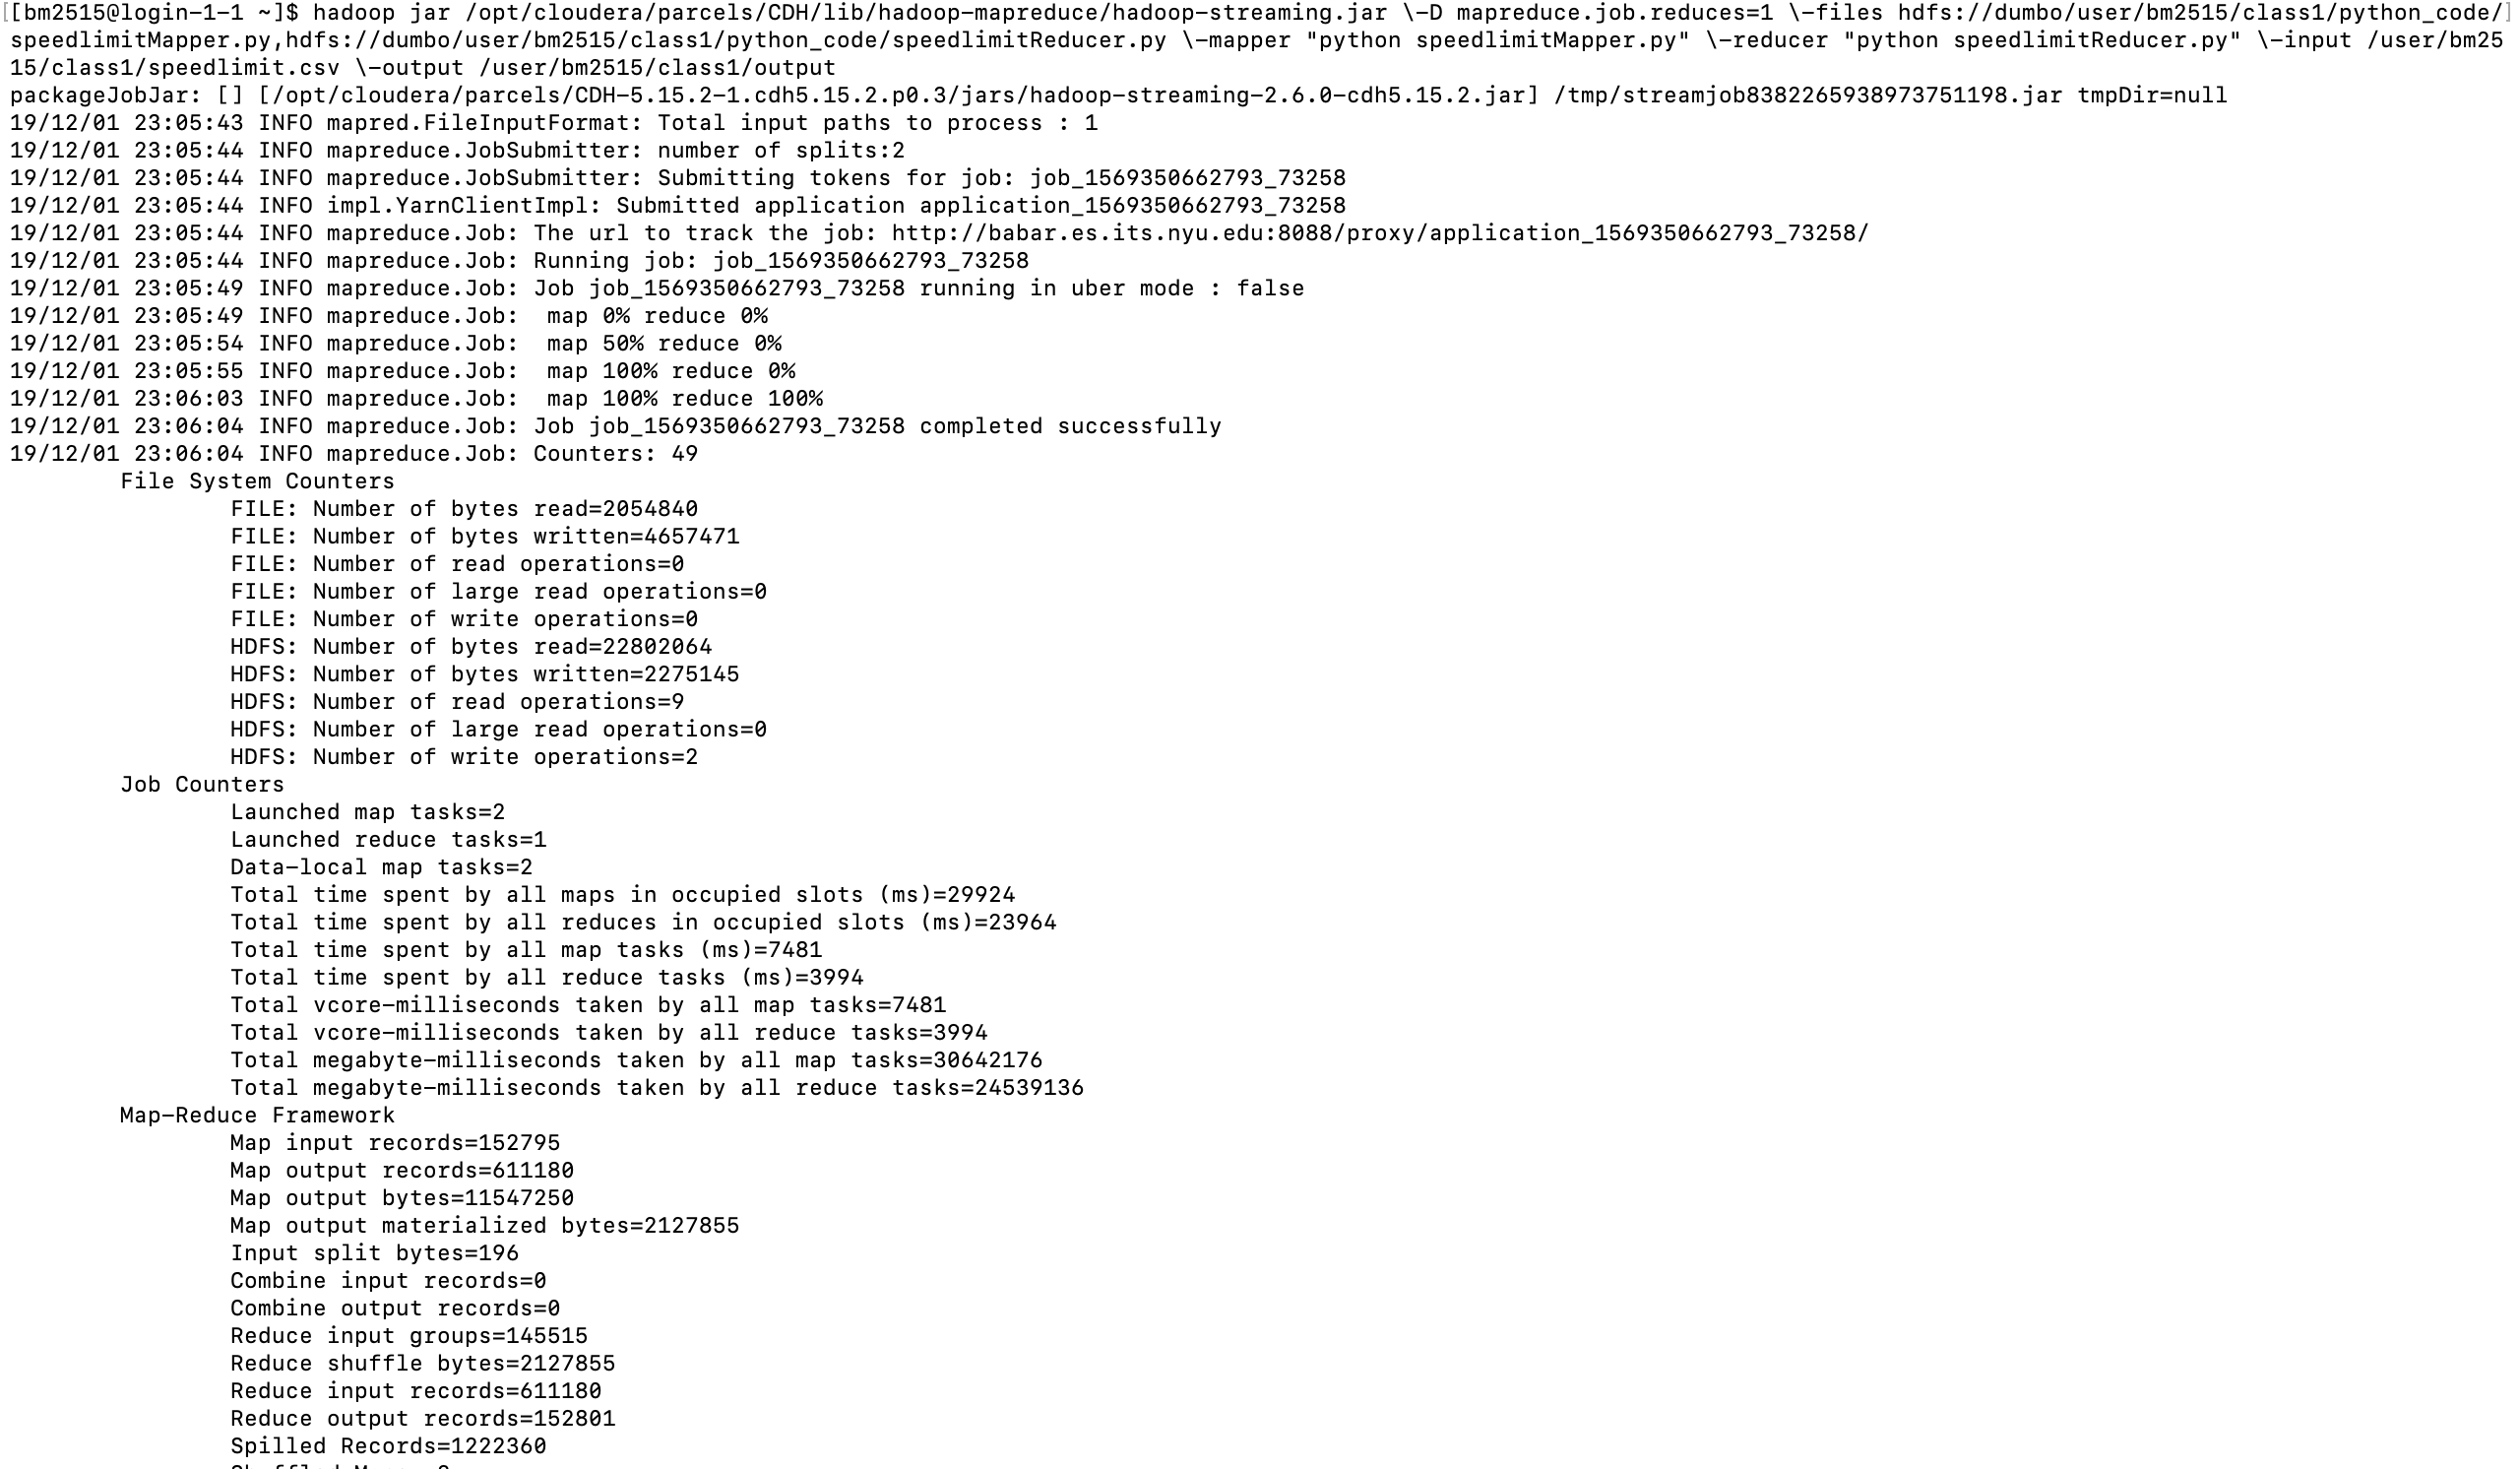 [[bm2515@login-1-1 ~]$ hadoop jar /opt/cloudera/parcels/CDH/lib/hadoop-mapreduce/hadoop-streaming.jar \-D mapreduce.job.reduces=1 \-files hdfs://dumbo/user/bm2515/class1/python_code/]
speedlimitMapper.py,hdfs://dumbo/user/bm2515/class1/python_code/speedlimitReducer.py \-mapper "python speedlimitMapper.py" \-reducer "python speedlimitReducer.py" \-input /user/bm25
15/class1/speedlimit.csv \-output /user/bm2515/class1/output
packageJobJar: [] [/opt/cloudera/parcels/CDH-5.15.2-1.cdh5.15.2.p0.3/jars/hadoop-streaming-2.6.0-cdh5.15.2.jar] /tmp/streamjob8382265938973751198.jar tmpDir=null
19/12/01 23:05:43 INFO mapred.FileInputFormat: Total input paths to process : 1
19/12/01 23:05:44 INFO mapreduce.JobSubmitter: number of splits:2
19/12/01 23:05:44 INFO mapreduce.JobSubmitter: Submitting tokens for job: job_1569350662793_73258
19/12/01 23:05:44 INFO impl.YarnClientImpl: Submitted application application_1569350662793_73258
19/12/01 23:05:44 INFO mapreduce.Job: The url to track the job: http://babar.es.its.nyu.edu:8088/proxy/application_1569350662793_73258/
19/12/01 23:05:44 INFO mapreduce.Job: Running job: job_1569350662793_73258
19/12/01 23:05:49 INFO mapreduce.Job: Job job_1569350662793_73258 running in uber mode : false
19/12/01 23:05:49 INFO mapreduce.Job:  map 0% reduce 0%
19/12/01 23:05:54 INFO mapreduce.Job:  map 50% reduce 0%
19/12/01 23:05:55 INFO mapreduce.Job:  map 100% reduce 0%
19/12/01 23:06:03 INFO mapreduce.Job:  map 100% reduce 100%
19/12/01 23:06:04 INFO mapreduce.Job: Job job_1569350662793_73258 completed successfully
19/12/01 23:06:04 INFO mapreduce.Job: Counters: 49
File System Counters
FILE: Number of bytes read=2054840
FILE: Number of bytes written=4657471
FILE: Number of read operations=0
FILE: Number of large read operations=0
FILE: Number of write operations=0
HDFS: Number of bytes read=22802064
HDFS: Number of bytes written=2275145
HDFS: Number of read operations=9
HDFS: Number of large read operations=0
HDFS: Number of write operations=2
Job Counters
Launched map tasks=2
Launched reduce tasks=1
Data-local map tasks=2
Total time spent by all maps in occupied slots (ms)=29924
Total time spent by all reduces in occupied slots (ms)=23964
Total time spent by all map tasks (ms)=7481
Total time spent by all reduce tasks (ms)=3994
Total vcore-milliseconds taken by all map tasks=7481
Total vcore-milliseconds taken by all reduce tasks=3994
Total megabyte-milliseconds taken by all map tasks=30642176
Total megabyte-milliseconds taken by all reduce tasks=24539136
Map-Reduce Framework
Map input records=152795
Map output records=611180
Map output bytes=11547250
Map output materialized bytes=2127855
Input split bytes=196
Combine input records=0
Combine output records=0
Reduce input groups=145515
Reduce shuffle bytes=2127855
Reduce input records=611180
Reduce output records=152801
Spilled Records=1222360